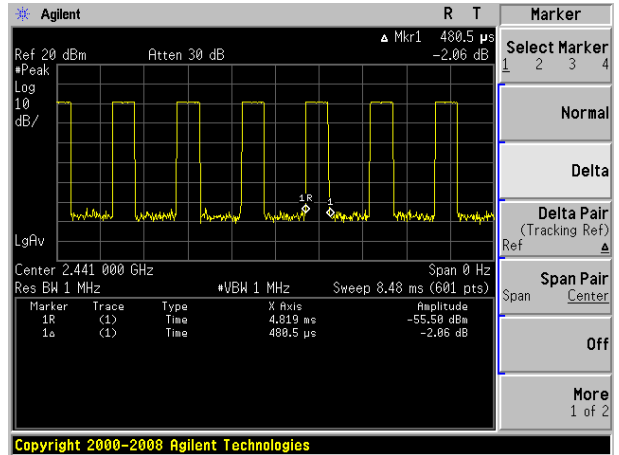 Agilent R T
Δ Mkr1 480.5 µs
Ref 20 dBm Atten 30 dB -2.06 dB
#Peak
Log
10
dB/
1R
1
LgAv
Center 2.441 000 GHz Span 0 Hz
Res BW 1 MHz #VBW 1 MHz Sweep 8.48 ms (601 pts)
Marker Trace Type X Axis Amplitude
1R (1) Time 4.819 ms -55.50 dBm
1Δ (1) Time 480.5 µs -2.06 dB
Copyright 2000-2008 Agilent Technologies
Marker
Select Marker
1 2 3 4
Normal
Delta
Delta Pair
(Tracking Ref)
Ref Δ
Span Pair
Span Center
Off
More
1 of 2